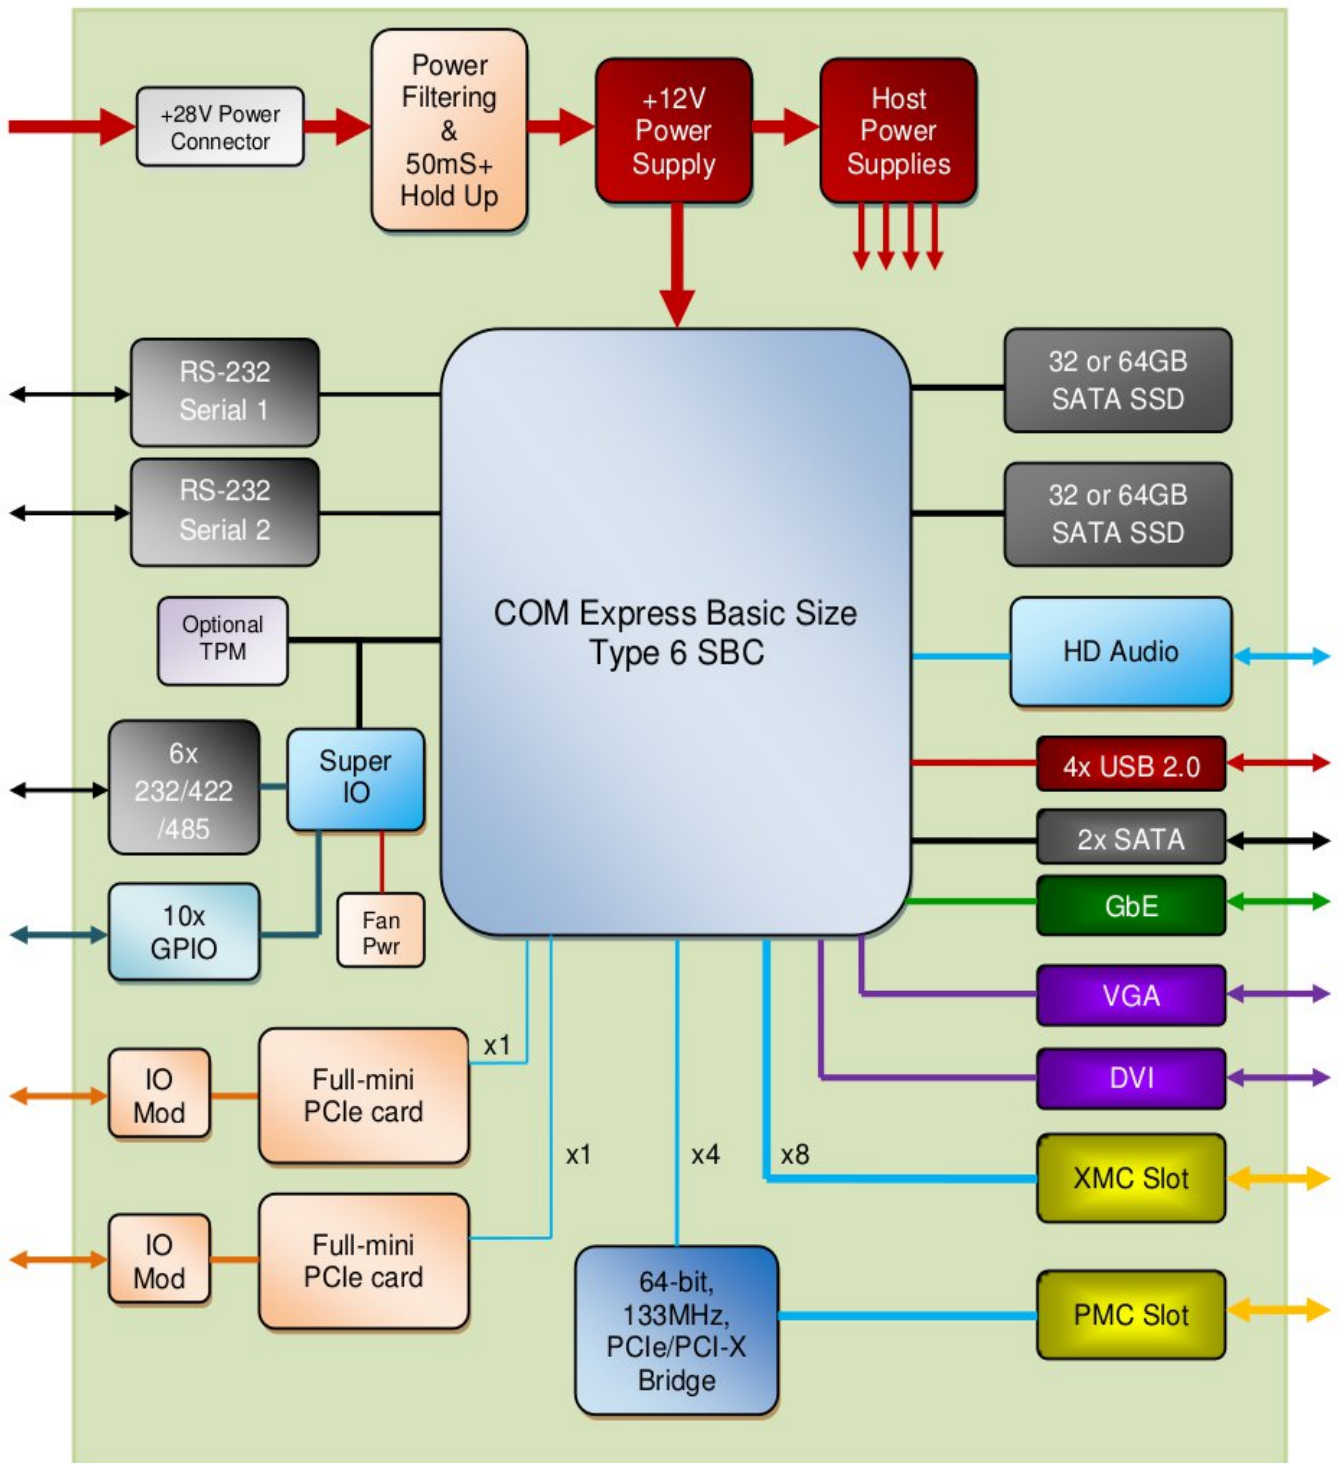 +28V Power
Connector
Power
Filtering
&
50mS+
Hold Up
+12V
Power
Supply
Host
Power
Supplies
RS-232
Serial 1
RS-232
Serial 2
Optional
TPM
6x
232/422
/485
Super
IO
10x
GPIO
Fan
Pwr
COM Express Basic Size
Type 6 SBC
32 or 64GB
SATA SSD
32 or 64GB
SATA SSD
HD Audio
4x USB 2.0
2x SATA
GbE
VGA
DVI
XMC Slot
PMC Slot
IO
Mod
Full-mini
PCIe card
x1
IO
Mod
Full-mini
PCIe card
x1
x4
x8
64-bit,
133MHz,
PCIe/PCI-X
Bridge